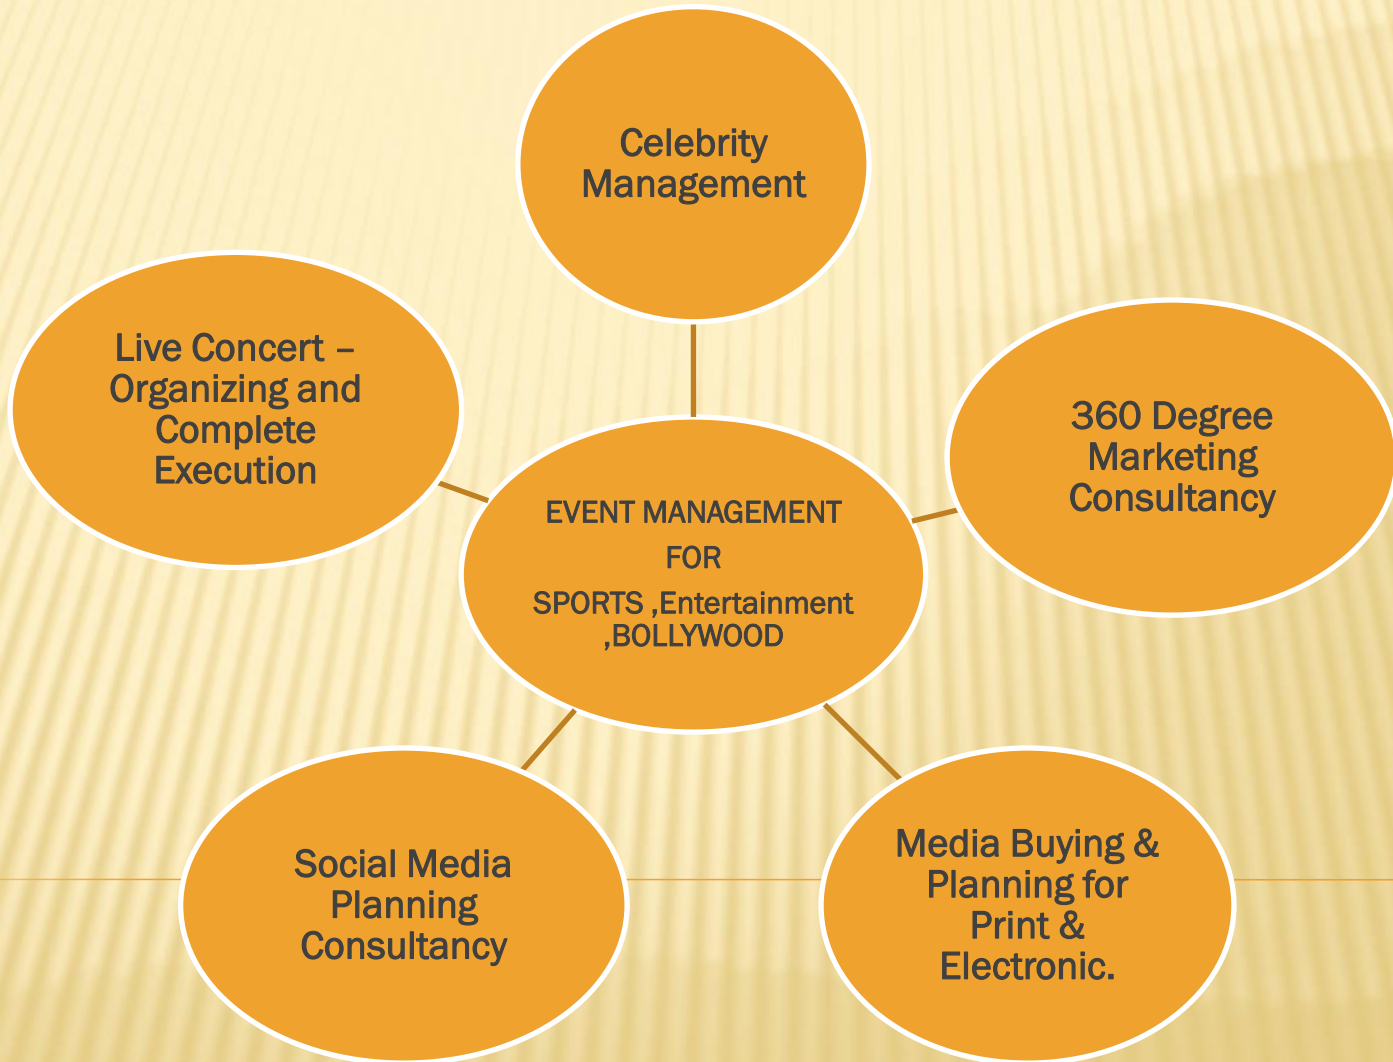 Celebrity
Management
Live Concert –
Organizing and
Complete
Execution
360 Degree
Marketing
Consultancy
EVENT MANAGEMENT
FOR
SPORTS ,Entertainment
,BOLLYWOOD
Social Media
Planning
Consultancy
Media Buying &
Planning for
Print &
Electronic.